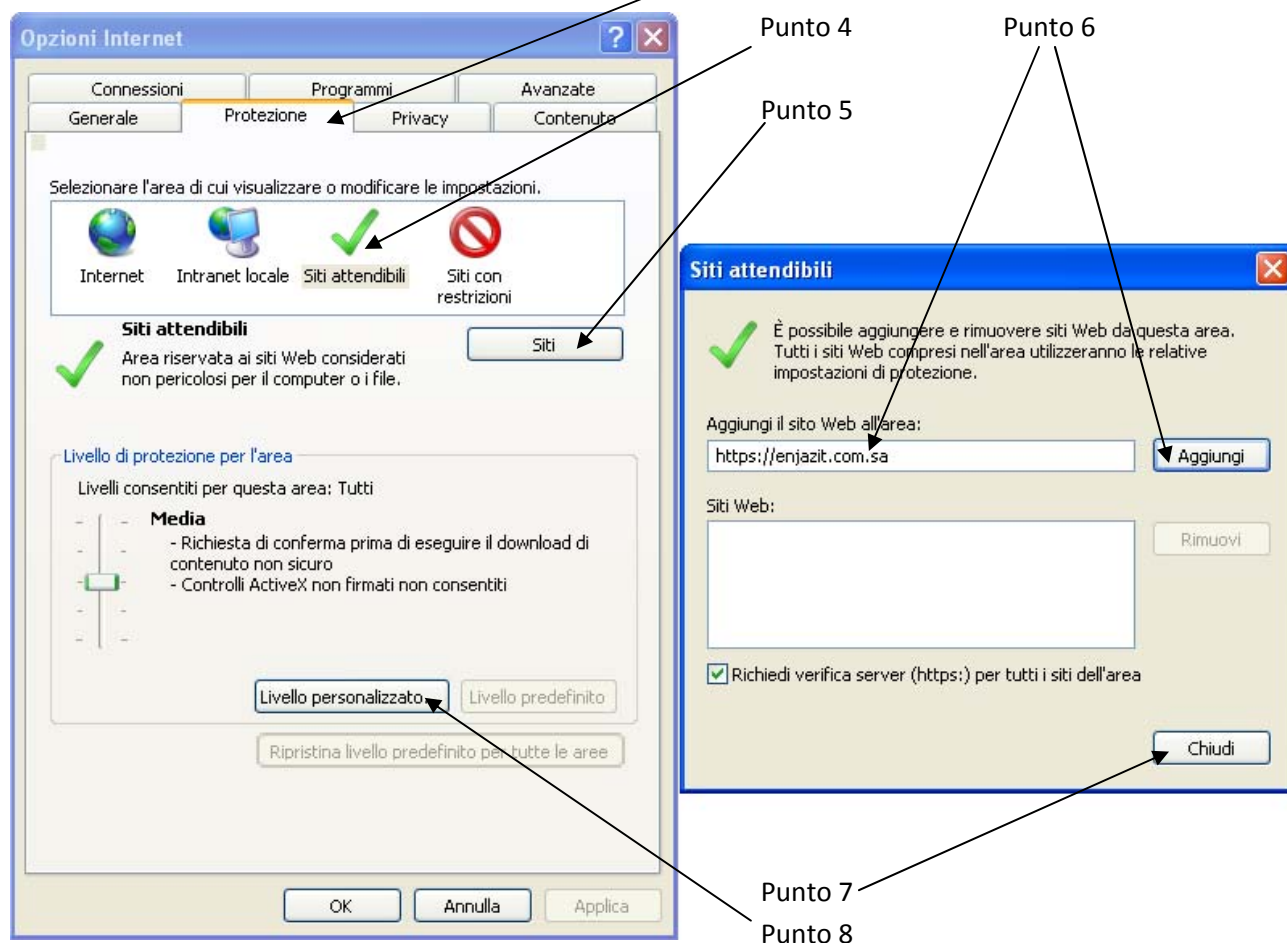 Opzioni Internet
Connessioni
Programmi
Avanzate
Generale
Protezione
Privacy
Contenuto
Selezionare l'area di cui visualizzare o modificare le impostazioni.
Internet
Intranet locale
Siti attendibili
Siti con
restrizioni
Siti attendibili
Area riservata ai siti Web considerati
non pericolosi per il computer o i file.
Siti
Livello di protezione per l'area
Livelli consentiti per questa area: Tutti
Media
- Richiesta di conferma prima di eseguire il download di
contenuto non sicuro
- Controlli ActiveX non firmati non consentiti
Livello personalizzato...
Livello predefinito
Ripristina livello predefinito per tutte le aree
OK
Annulla
Applica
Punto 4
Punto 6
Punto 5
Siti attendibili
È possibile aggiungere e rimuovere siti Web da questa area.
Tutti i siti Web compresi nell'area utilizzeranno le relative
impostazioni di protezione.
Aggiungi il sito Web all'area:
https://enjazit.com.sa
Aggiungi
Siti Web:
Rimuovi
Richiedi verifica server (https:) per tutti i siti dell'area
Chiudi
Punto 7
Punto 8